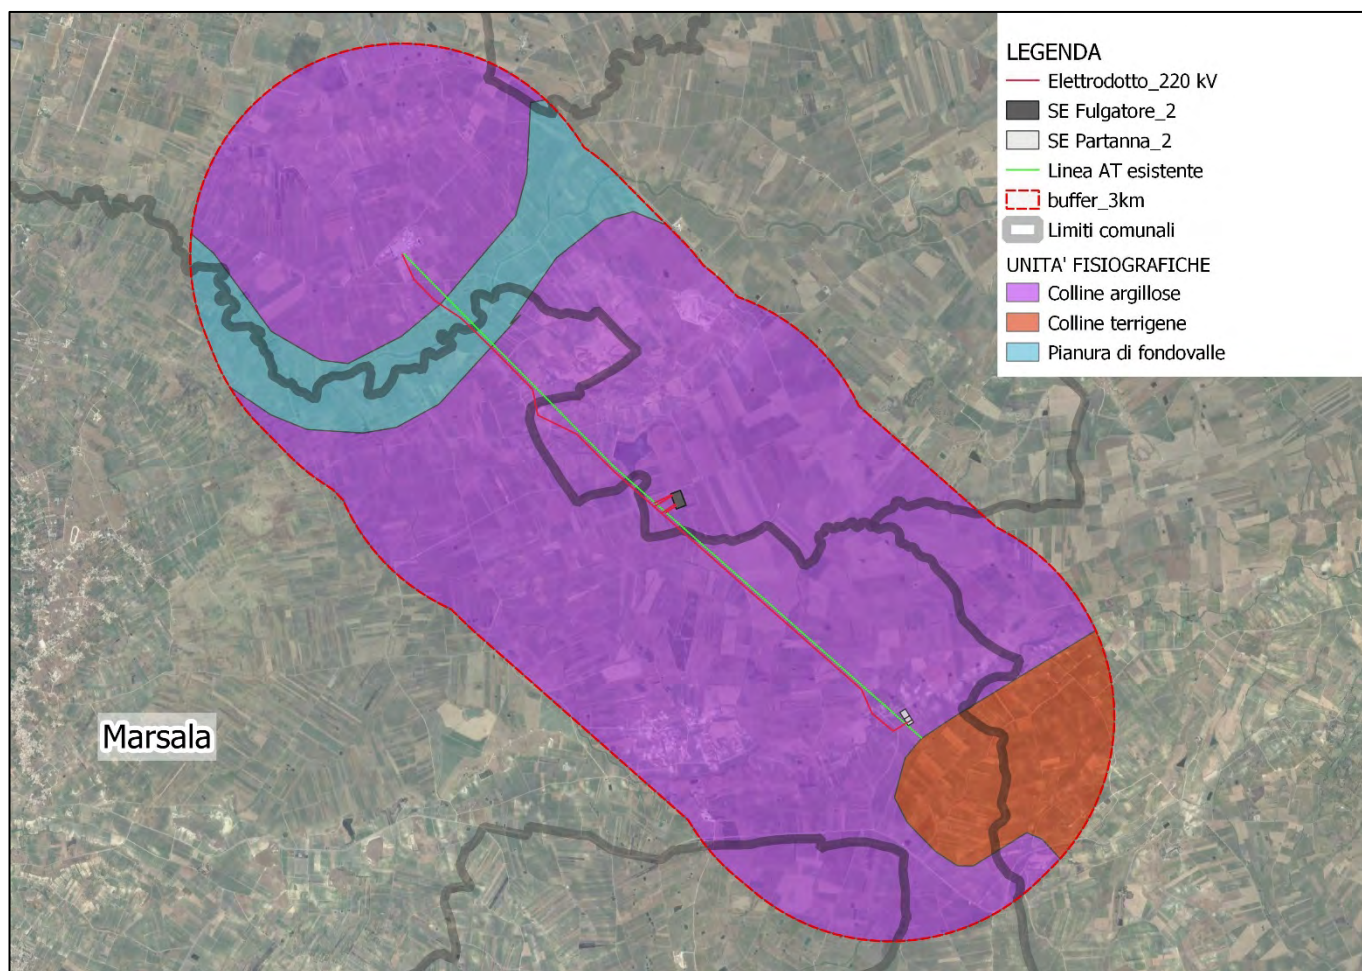 LEGENDA
Elettrodotto_220 kV
SE Fulgatore_2
SE Partanna_2
Linea AT esistente
buffer_3km
Limiti comunali
UNITA' FISIOGRAFICHE
Colline argillose
Colline terrigene
Pianura di fondovalle
Marsala